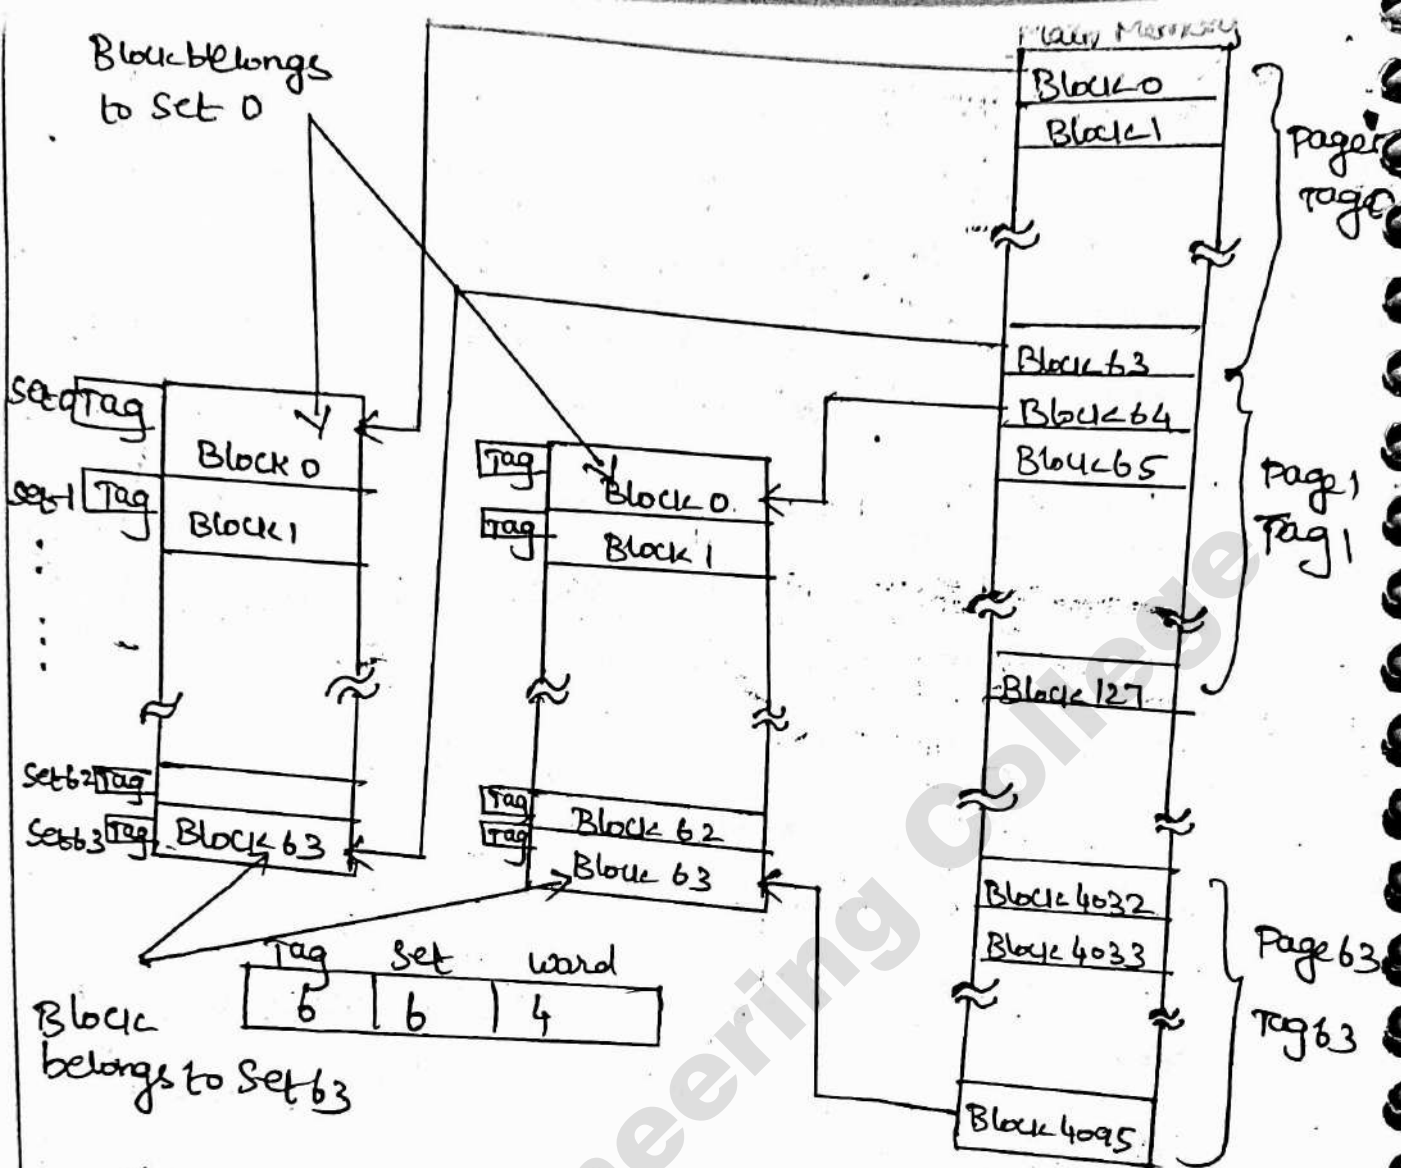 Block belongs
to Set 0
Main Memory
Block 0
Block 1
Page
Tag
Block 63
Block 64
Block 65
Page 1
Tag 1
Block 127
Block 4032
Block 4033
Page 63
Tag 63
Block 4095
Set 0 Tag
Block 0
Set-1 Tag
Block 1
Set 62 Tag
Set 63 Tag
Block 63
Tag
Block 0
Tag
Block 1
Tag
Block 62
Tag
Block 63
Tag Set word
6 6 4
Block
belongs to Set 63
eering College